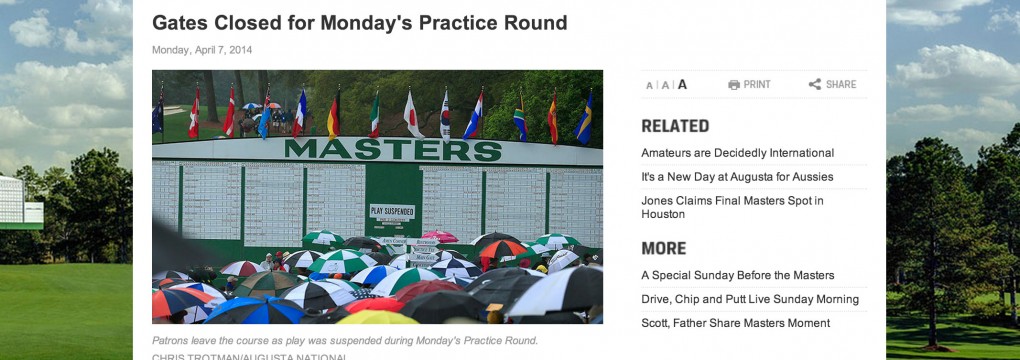 Gates Closed for Monday's Practice Round
Monday, April 7, 2014
MASTERS
PLAY SUSPENDED
Patrons leave the course as play was suspended during Monday's Practice Round.
CHRIS TROTMAN/AUGUSTA NATIONAL
A | A | A
PRINT
SHARE
RELATED
Amateurs are Decidedly International
It's a New Day at Augusta for Aussies
Jones Claims Final Masters Spot in
Houston
MORE
A Special Sunday Before the Masters
Drive, Chip and Putt Live Sunday Morning
Scott, Father Share Masters Moment